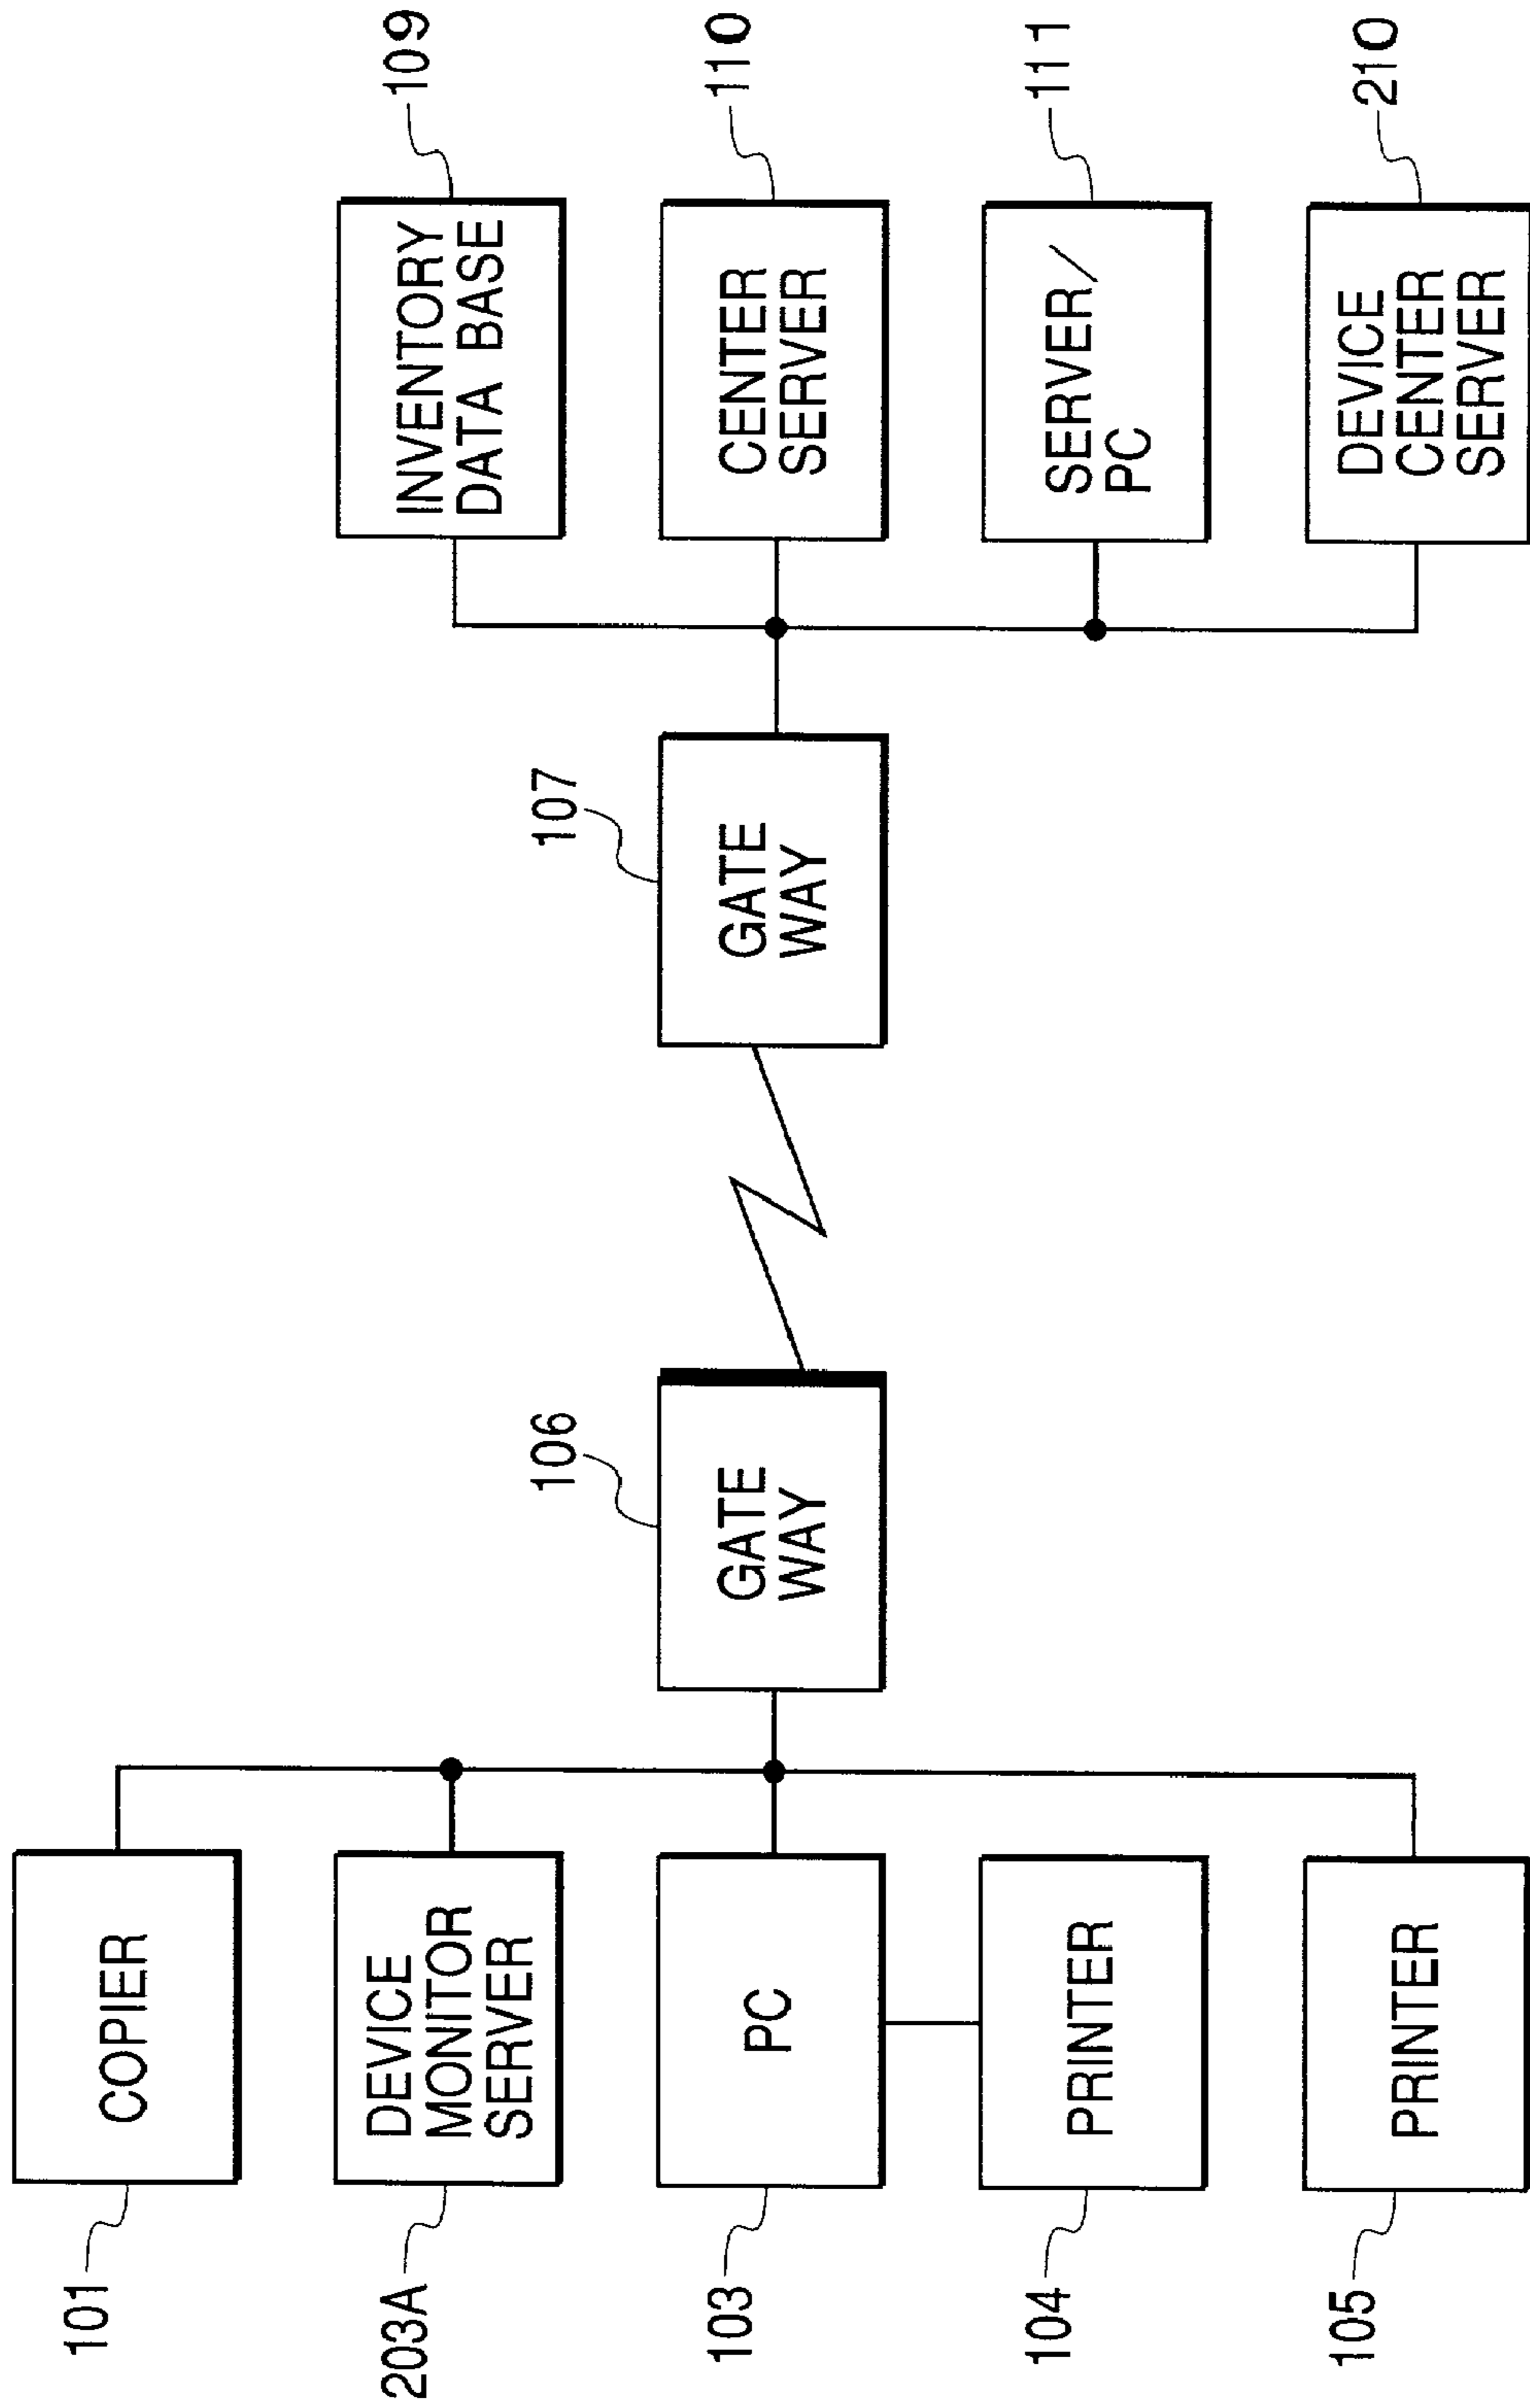 101
COPIER
203A
DEVICE
MONITOR
SERVER
103
PC
104
PRINTER
105
PRINTER
106
GATE
WAY
107
GATE
WAY
INVENTORY
DATA BASE
109
CENTER
SERVER
110
SERVER/
PC
111
DEVICE
CENTER
SERVER
210